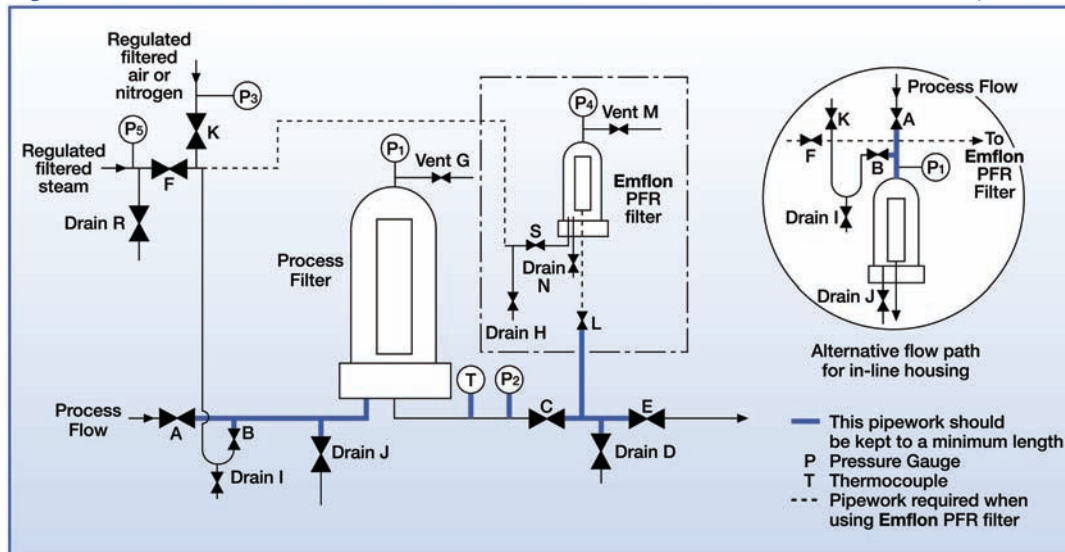 Regulated
filtered
air or
nitrogen
P3
K
P5
Regulated
filtered
steam
F
Drain R
P1
Vent G
Process
Filter
P4
Vent M
Emflon
PFR
filter
S
Drain
N
Drain H
L
Process
Flow
A
B
Drain I
Drain J
T
P2
C
E
Drain D
Process Flow
A
K
F
B
To
Emflon
PFR
Filter
P1
Drain I
Drain J
Alternative flow path
for in-line housing
This pipework should
be kept to a minimum length
P Pressure Gauge
T Thermocouple
Pipework required when
using Emflon PFR filter